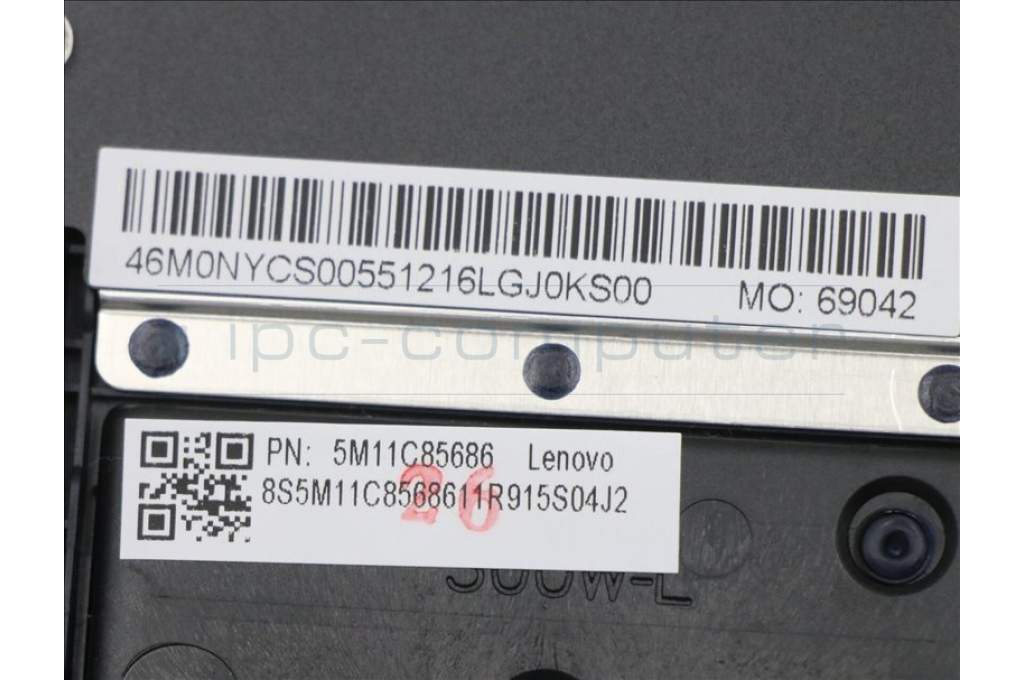 46M0NYCS00551216LGJ0KS00 MO: 69042
ipc-computer
PN: 5M11C85686 Lenovo
8S5M11C8568611R915S04J2
26